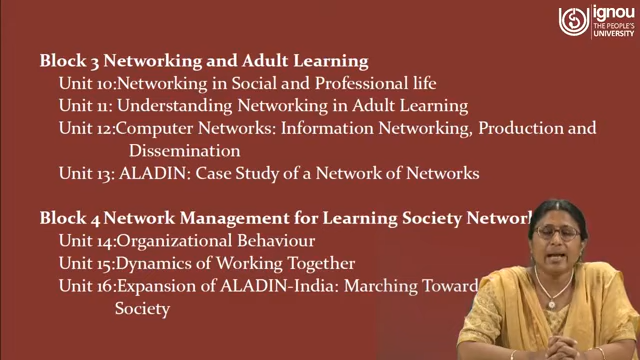 ignou
THE PEOPLE'S
UNIVERSITY
Block 3 Networking and Adult Learning
Unit 10:Networking in Social and Professional life
Unit 11: Understanding Networking in Adult Learning
Unit 12:Computer Networks: Information Networking, Production and
Dissemination
Unit 13: ALADIN: Case Study of a Network of Networks
Block 4 Network Management for Learning Society Network
Unit 14:Organizational Behaviour
Unit 15:Dynamics of Working Together
Unit 16:Expansion of ALADIN-India: Marching Toward
Society